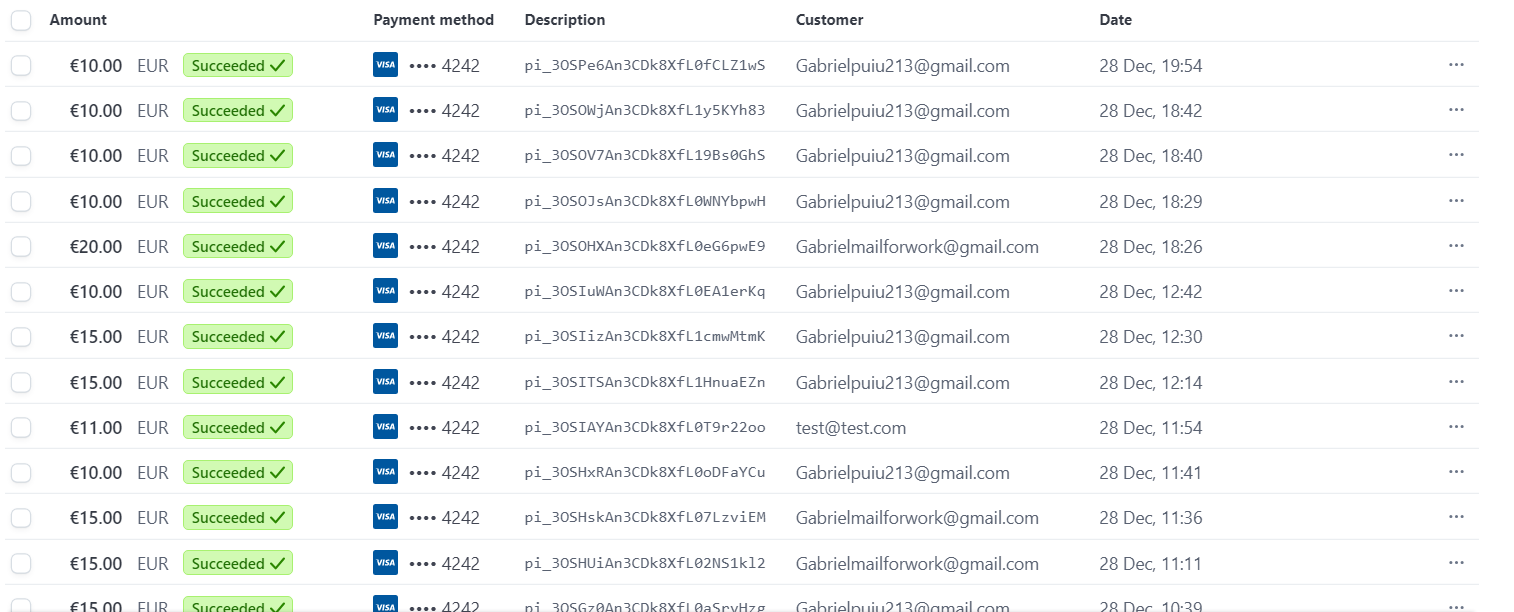 Amount Payment method Description Customer Date
€10.00 EUR Succeeded ✓ VISA •••• 4242 pi_3OSPe6An3CDk8XfL0fCLZ1wS Gabrielpuiu213@gmail.com 28 Dec, 19:54 •••
€10.00 EUR Succeeded ✓ VISA •••• 4242 pi_3OSOWjAn3CDk8XfL1y5KYh83 Gabrielpuiu213@gmail.com 28 Dec, 18:42 •••
€10.00 EUR Succeeded ✓ VISA •••• 4242 pi_3OSOV7An3CDk8XfL19Bs0GhS Gabrielpuiu213@gmail.com 28 Dec, 18:40 •••
€10.00 EUR Succeeded ✓ VISA •••• 4242 pi_3OSOJsAn3CDk8XfL0WNYbpwH Gabrielpuiu213@gmail.com 28 Dec, 18:29 •••
€20.00 EUR Succeeded ✓ VISA •••• 4242 pi_3OSOHXAn3CDk8XfL0eG6pwE9 Gabrielmailforwork@gmail.com 28 Dec, 18:26 •••
€10.00 EUR Succeeded ✓ VISA •••• 4242 pi_3OSIuWAn3CDk8XfL0EA1erKq Gabrielpuiu213@gmail.com 28 Dec, 12:42 •••
€15.00 EUR Succeeded ✓ VISA •••• 4242 pi_3OSIizAn3CDk8XfL1cmwMtmK Gabrielpuiu213@gmail.com 28 Dec, 12:30 •••
€15.00 EUR Succeeded ✓ VISA •••• 4242 pi_3OSITSAn3CDk8XfL1HnuaEZn Gabrielpuiu213@gmail.com 28 Dec, 12:14 •••
€11.00 EUR Succeeded ✓ VISA •••• 4242 pi_3OSIAYAn3CDk8XfL0T9r22oo test@test.com 28 Dec, 11:54 •••
€10.00 EUR Succeeded ✓ VISA •••• 4242 pi_3OSHxRAn3CDk8XfL0oDFaYCu Gabrielpuiu213@gmail.com 28 Dec, 11:41 •••
€15.00 EUR Succeeded ✓ VISA •••• 4242 pi_3OSHskAn3CDk8XfL07LzviEM Gabrielmailforwork@gmail.com 28 Dec, 11:36 •••
€15.00 EUR Succeeded ✓ VISA •••• 4242 pi_3OSHUiAn3CDk8XfL02NS1kl2 Gabrielmailforwork@gmail.com 28 Dec, 11:11 •••
€15.00 EUR Succeeded ✓ VISA •••• 4242 pi_3OSGz0An3CDk8XfL0aSrvHzg Gabrielmailforwork@gmail.com 28 Dec, 10:39 •••